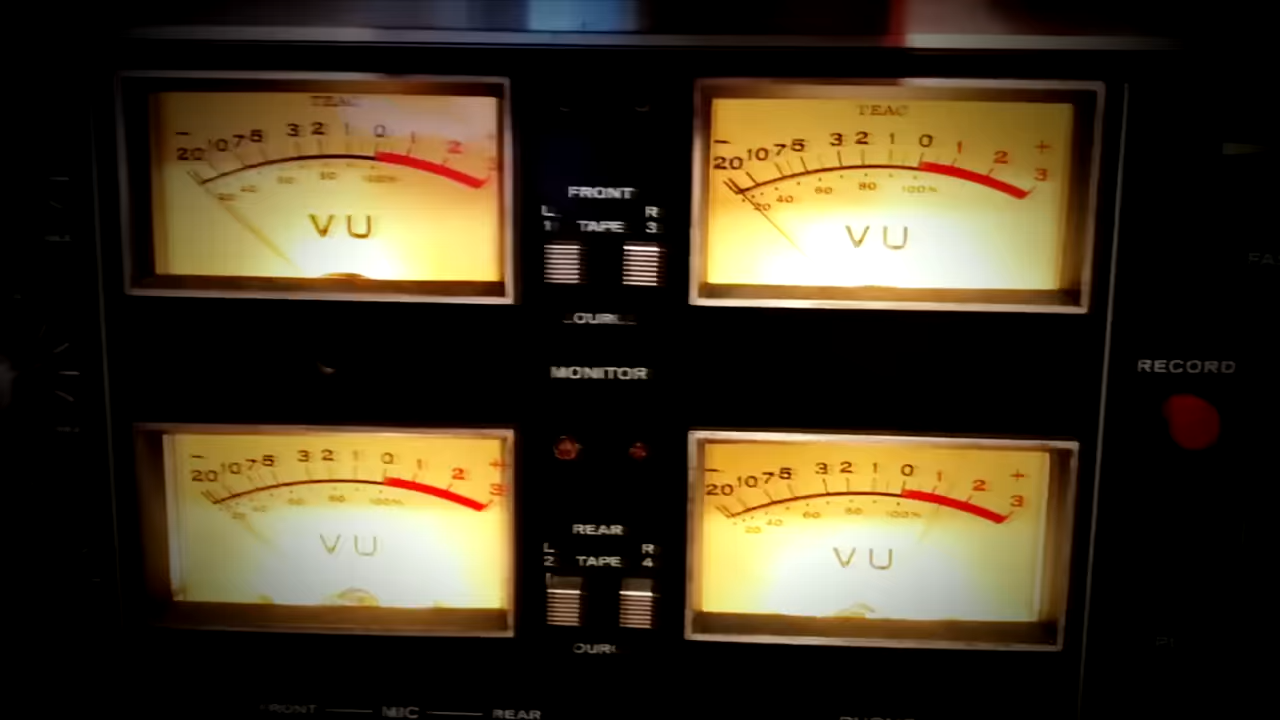 TEAC
- 20 10 7 5 3 2 1 0 1 2 3
20 40 60 80 100%
VU
TEAC
- 20 10 7 5 3 2 1 0 1 2 3 +
20 40 60 80 100%
VU
FRONT
L R
1 TAPE 3
MONITOR
RECORD
- 20 10 7 5 3 2 1 0 1 2 3 +
20 40 60 80 100%
VU
- 20 10 7 5 3 2 1 0 1 2 3 +
20 40 60 80 100%
VU
REAR
L R
2 TAPE 4
FRONT MIC REAR